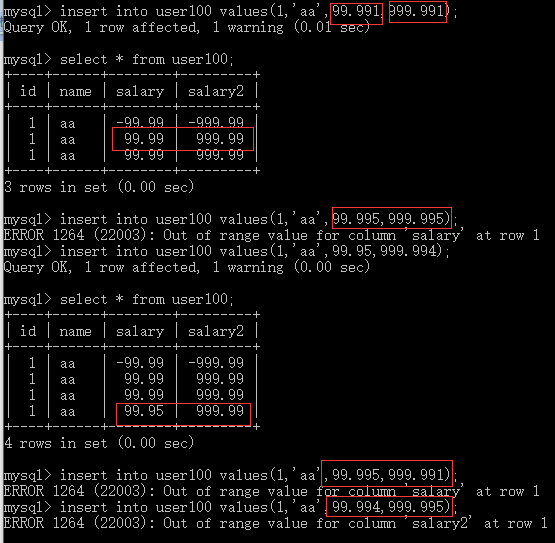 mysql> insert into user100 values(1,'aa',99.991,999.991);
Query OK, 1 row affected, 1 warning (0.01 sec)
mysql> select * from user100;
+----+------+--------+---------+
| id | name | salary | salary2 |
+----+------+--------+---------+
| 1 | aa | -99.99 | -999.99 |
| 1 | aa | 99.99 | 999.99 |
| 1 | aa | 99.99 | 999.99 |
+----+------+--------+---------+
3 rows in set (0.00 sec)
mysql> insert into user100 values(1,'aa',99.995,999.995);
ERROR 1264 (22003): Out of range value for column 'salary' at row 1
mysql> insert into user100 values(1,'aa',99.95,999.994);
Query OK, 1 row affected, 1 warning (0.00 sec)
mysql> select * from user100;
+----+------+--------+---------+
| id | name | salary | salary2 |
+----+------+--------+---------+
| 1 | aa | -99.99 | -999.99 |
| 1 | aa | 99.99 | 999.99 |
| 1 | aa | 99.99 | 999.99 |
| 1 | aa | 99.95 | 999.99 |
+----+------+--------+---------+
4 rows in set (0.00 sec)
mysql> insert into user100 values(1,'aa',99.995,999.991);
ERROR 1264 (22003): Out of range value for column 'salary' at row 1
mysql> insert into user100 values(1,'aa',99.994,999.995);
ERROR 1264 (22003): Out of range value for column 'salary2' at row 1